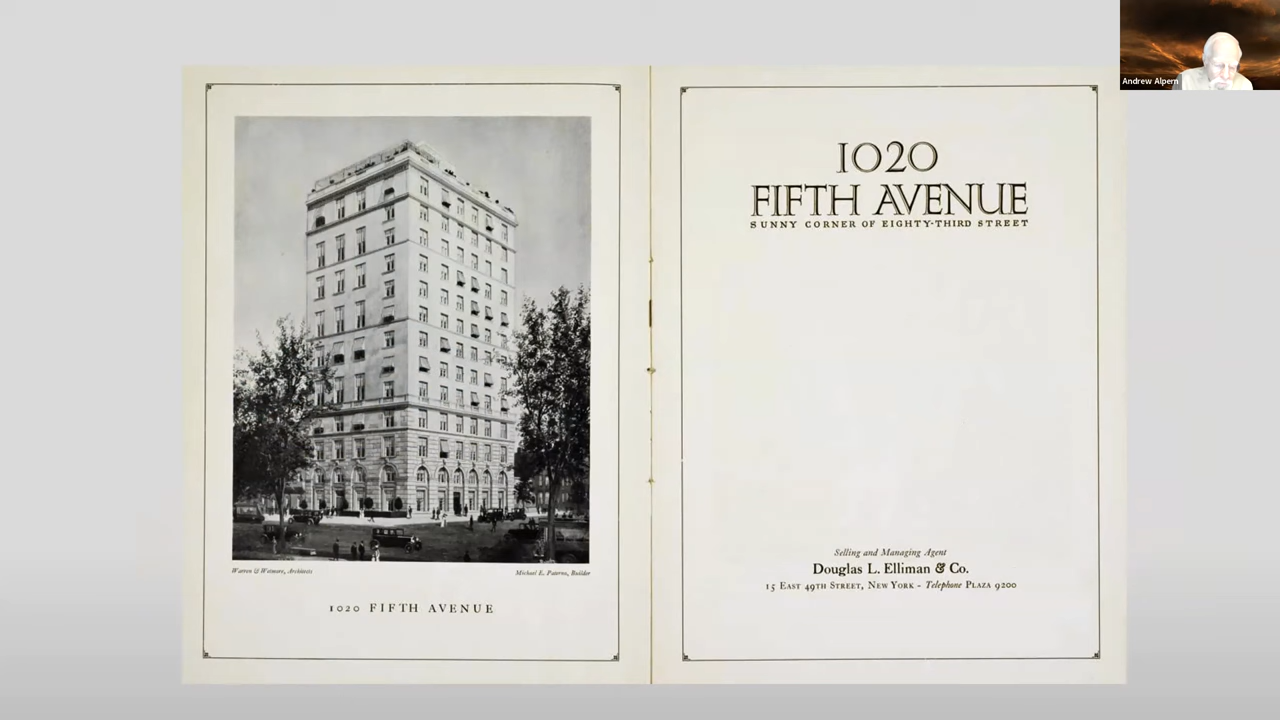 Andrew Alpern
Warren & Wetmore, Architects
Michael E. Paterno, Builder
1020 FIFTH AVENUE
1020
FIFTH AVENUE
SUNNY CORNER OF EIGHTY-THIRD STREET
Selling and Managing Agent
Douglas L. Elliman & Co.
15 EAST 49TH STREET, NEW YORK - Telephone PLAZA 9200